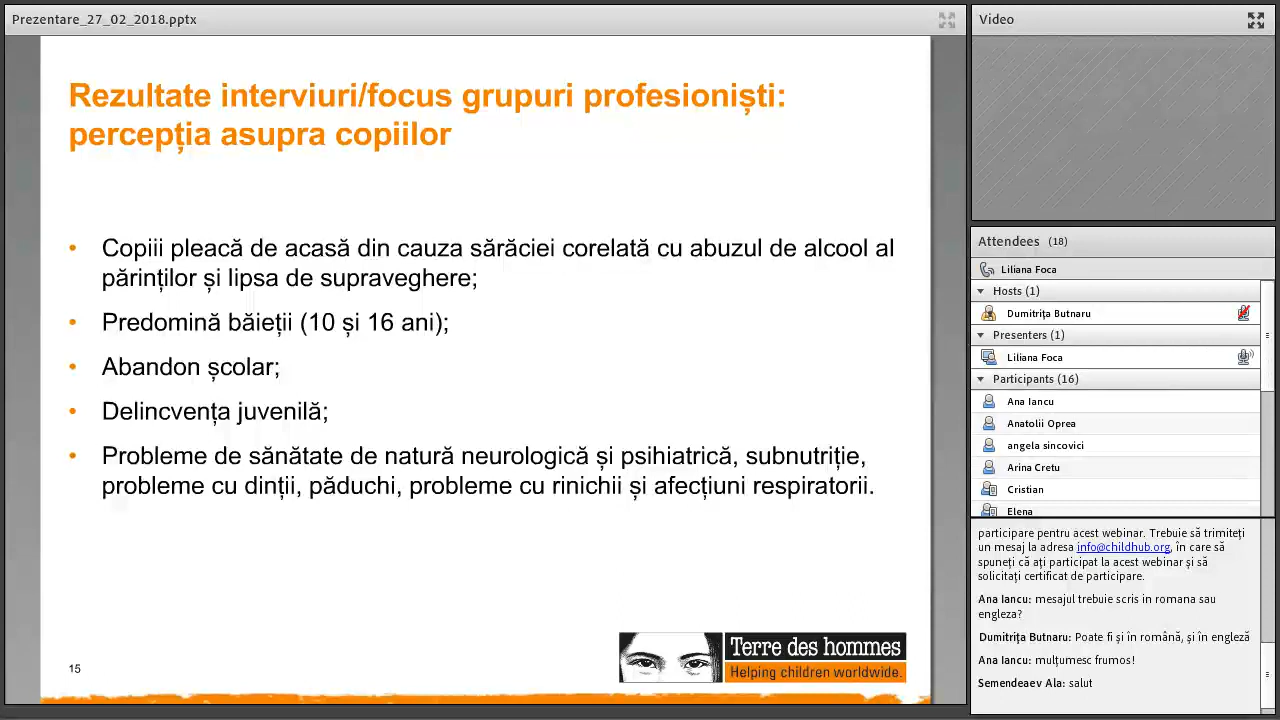 Prezentare_27_02_2018.pptx
Rezultate interviuri/focus grupuri profesioniști:
percepția asupra copiilor
• Copiii pleacă de acasă din cauza sărăciei corelată cu abuzul de alcool al
părinților și lipsa de supraveghere;
• Predomină băieții (10 și 16 ani);
• Abandon școlar;
• Delincvența juvenilă;
• Probleme de sănătate de natură neurologică și psihiatrică, subnutriție,
probleme cu dinții, păduchi, probleme cu rinichii și afecțiuni respiratorii.
15
Terre des hommes
Helping children worldwide.
Video
Attendees (18)
Liliana Foca
Hosts (1)
Dumitrița Butnaru
Presenters (1)
Liliana Foca
Participants (16)
Ana Iancu
Anatolii Oprea
angela sincovici
Arina Cretu
Cristian
Elena
participare pentru acest webinar. Trebuie să trimiteți
un mesaj la adresa info@childhub.org, în care să
spuneți că ați participat la acest webinar și să
solicitați certificat de participare.
Ana Iancu: mesajul trebuie scris in romana sau
engleza?
Dumitrița Butnaru: Poate fi și în română, și în engleză
Ana Iancu: mulțumesc frumos!
Semendeaev Ala: salut